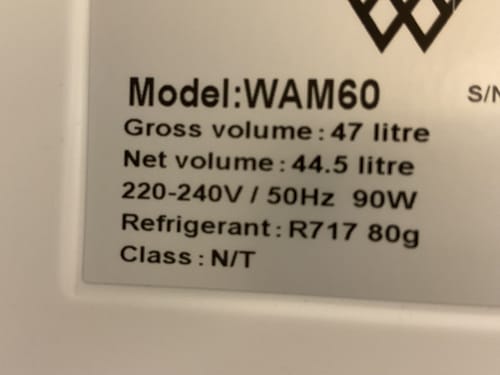 Model:WAM60
S/N
Gross volume : 47 litre
Net volume : 44.5 litre
220-240V / 50Hz 90W
Refrigerant : R717 80g
Class : N/T